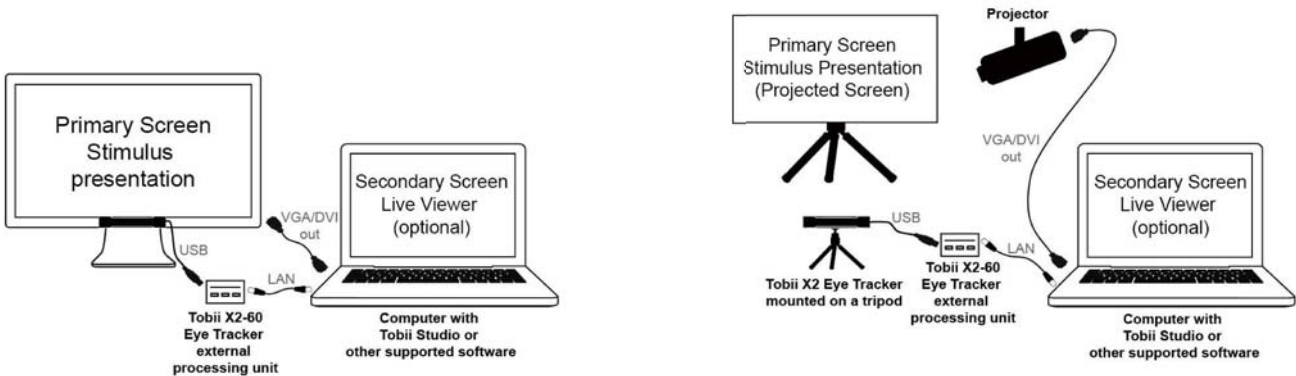 Primary Screen
Stimulus
presentation
Secondary Screen
Live Viewer
(optional)
VGA/DVI
out
USB
LAN
Tobii X2-60
Eye Tracker
external
processing unit
Computer with
Tobii Studio or
other supported software
Projector
Primary Screen
Stimulus Presentation
(Projected Screen)
VGA/DVI
out
Secondary Screen
Live Viewer
(optional)
USB
LAN
Tobii X2 Eye Tracker
mounted on a tripod
Tobii X2-60
Eye Tracker
external
processing unit
Computer with
Tobii Studio or
other supported software